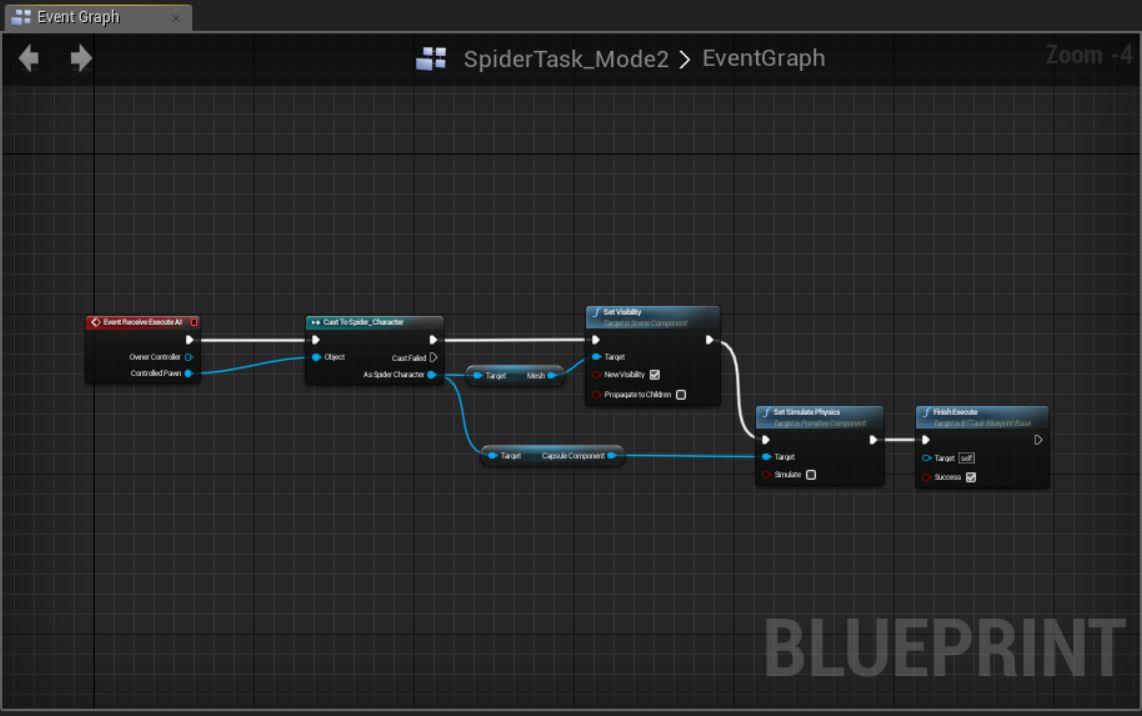 Event Graph
SpiderTask_Mode2 > EventGraph
Zoom -4
Event Receive Execute AI
Owner Controller
Controlled Pawn
Cast To Spider_Character
Object
Cast Failed
As Spider Character
Target Mesh
Set Visibility
Target is Scene Component
Target
New Visibility
Propagate to Children
Target Capsule Component
Set Simulate Physics
Target is Primitive Component
Target
Simulate
Finish Execute
Target is BTTask Blueprint Base
Target self
Success
BLUEPRINT